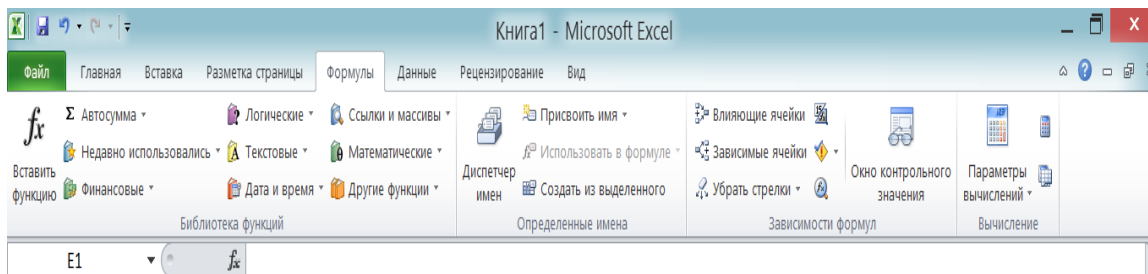 Книга1 - Microsoft Excel
Файл Главная Вставка Разметка страницы Формулы Данные Рецензирование Вид
fx Вставить функцию
Σ Автосумма
Недавно использовались
Финансовые
Логические
Текстовые
Дата и время
Ссылки и массивы
Математические
Другие функции
Библиотека функций
Диспетчер имен
Присвоить имя
Использовать в формуле
Создать из выделенного
Определенные имена
Влияющие ячейки
Зависимые ячейки
Убрать стрелки
Окно контрольного значения
Зависимости формул
Параметры вычислений
Вычисление
E1 fx